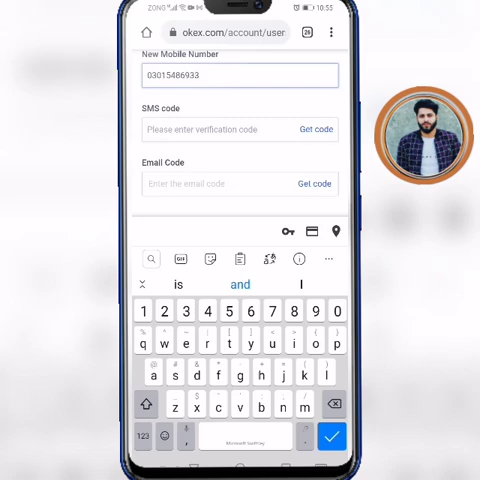 ZONG 10:53
okex.com/account/user 26
New Mobile Number
03015486933
SMS code
Please enter verification code Get code
Email Code
Enter the email code Get code
GIF
is and I
1 2 3 4 5 6 7 8 9 0
% ^ ~ | [ ] < > { }
q w e r t y u i o p
@ # & * - + = ( )
a s d f g h j k l
_ $ " ' : ; /
z x c v b n m
123 , Microsoft SwiftKey .